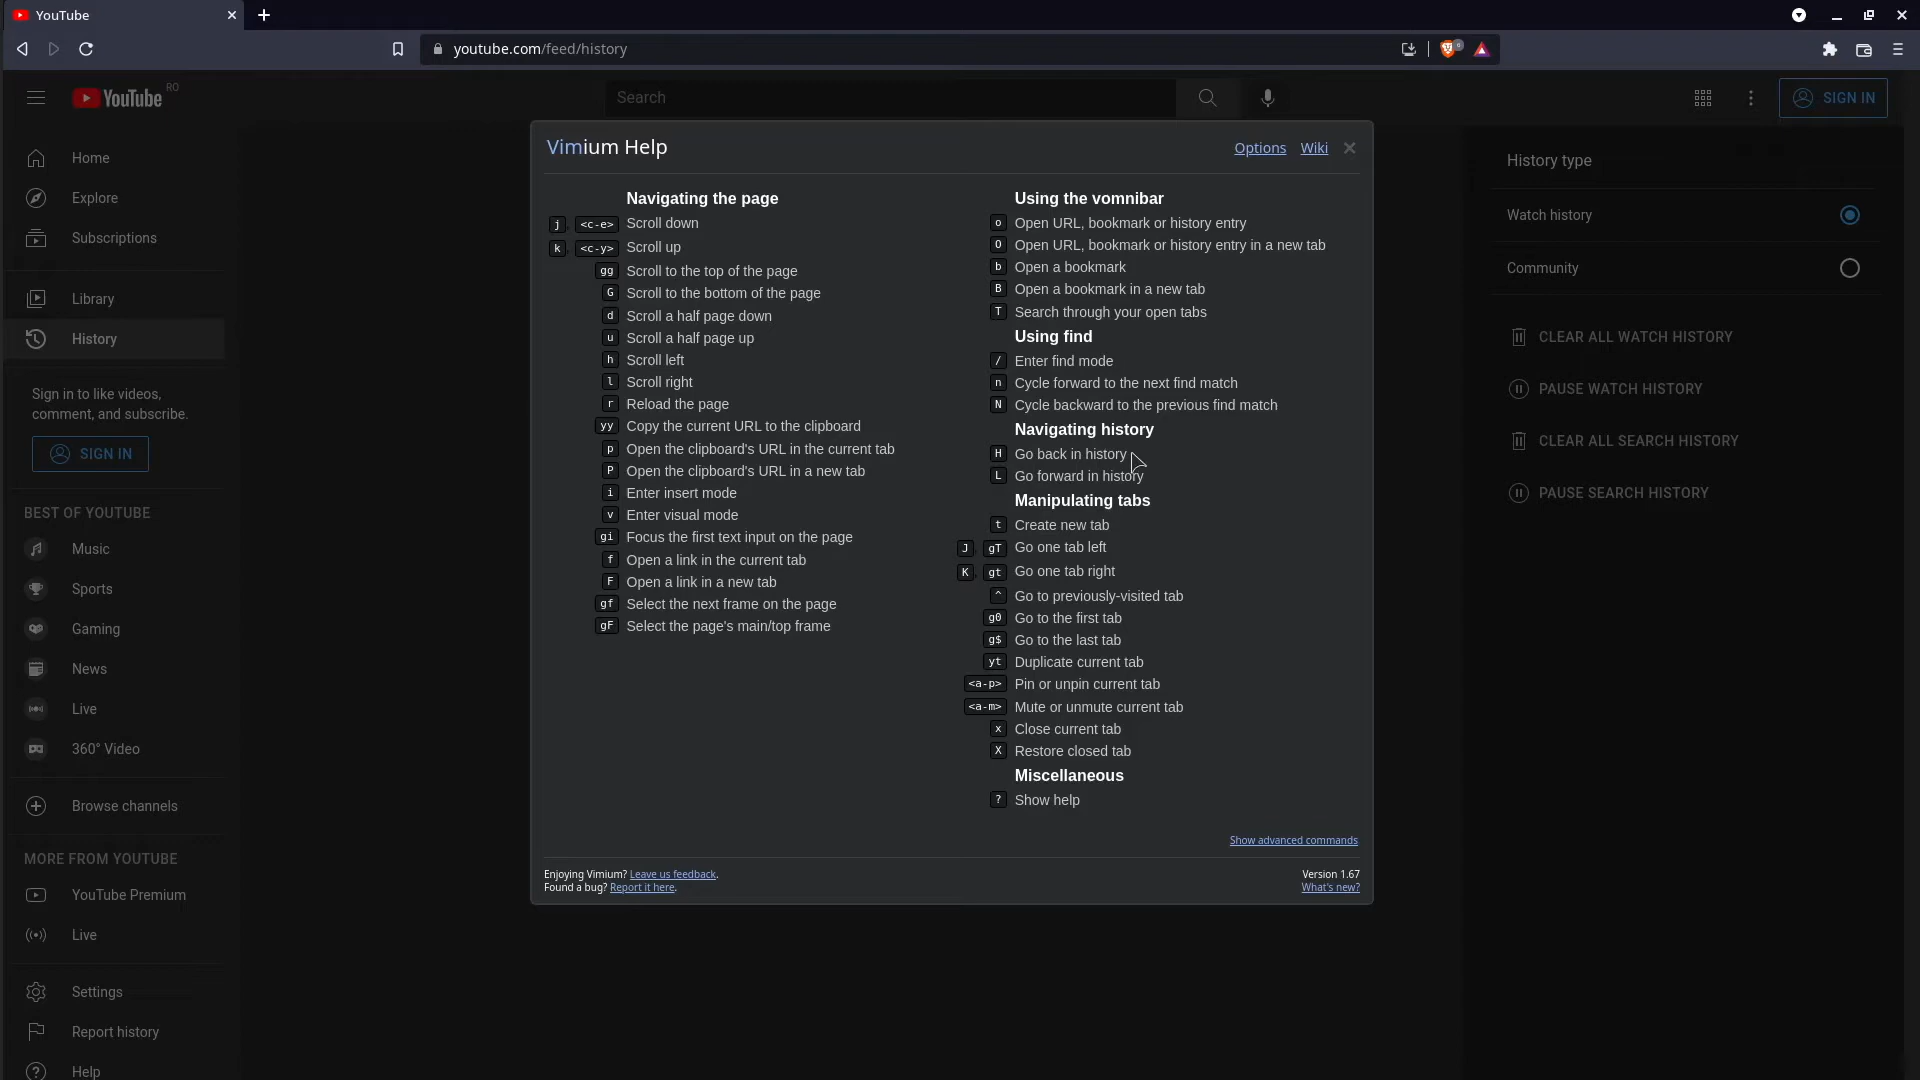 YouTube
youtube.com/feed/history
YouTube RO
Search
SIGN IN
Home
Explore
Subscriptions
Library
History
Sign in to like videos,
comment, and subscribe.
SIGN IN
BEST OF YOUTUBE
Music
Sports
Gaming
News
Live
360° Video
Browse channels
MORE FROM YOUTUBE
YouTube Premium
Live
Settings
Report history
Help
Vimium Help
Options Wiki
Navigating the page
j, <c-e> Scroll down
k, <c-y> Scroll up
gg Scroll to the top of the page
G Scroll to the bottom of the page
d Scroll a half page down
u Scroll a half page up
h Scroll left
l Scroll right
r Reload the page
yy Copy the current URL to the clipboard
p Open the clipboard's URL in the current tab
P Open the clipboard's URL in a new tab
i Enter insert mode
v Enter visual mode
gi Focus the first text input on the page
f Open a link in the current tab
F Open a link in a new tab
gf Select the next frame on the page
gF Select the page's main/top frame
Using the vomnibar
o Open URL, bookmark or history entry
O Open URL, bookmark or history entry in a new tab
b Open a bookmark
B Open a bookmark in a new tab
T Search through your open tabs
Using find
/ Enter find mode
n Cycle forward to the next find match
N Cycle backward to the previous find match
Navigating history
H Go back in history
L Go forward in history
Manipulating tabs
t Create new tab
J, gT Go one tab left
K, gt Go one tab right
^ Go to previously-visited tab
g0 Go to the first tab
g$ Go to the last tab
yt Duplicate current tab
<a-p> Pin or unpin current tab
<a-m> Mute or unmute current tab
x Close current tab
X Restore closed tab
Miscellaneous
? Show help
Show advanced commands
Enjoying Vimium? Leave us feedback.
Found a bug? Report it here.
Version 1.67
What's new?
History type
Watch history
Community
CLEAR ALL WATCH HISTORY
PAUSE WATCH HISTORY
CLEAR ALL SEARCH HISTORY
PAUSE SEARCH HISTORY